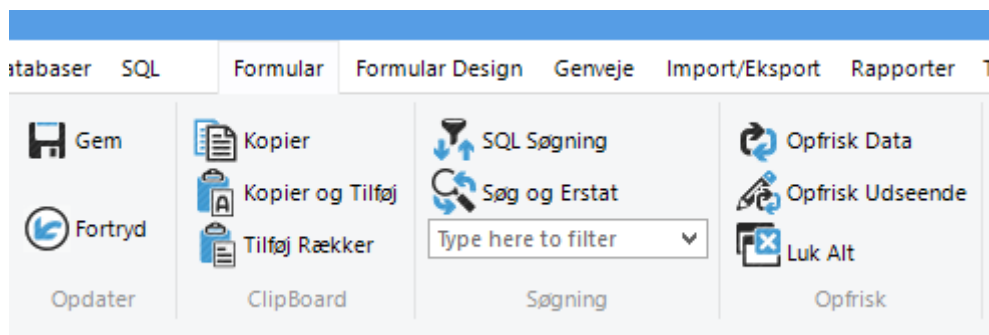 atabaser SQL Formular Formular Design Genveje Import/Eksport Rapporter T
Gem
Fortryd
Opdater
Kopier
Kopier og Tilføj
Tilføj Rækker
ClipBoard
SQL Søgning
Søg og Erstat
Type here to filter
Søgning
Opfrisk Data
Opfrisk Udseende
Luk Alt
Opfrisk